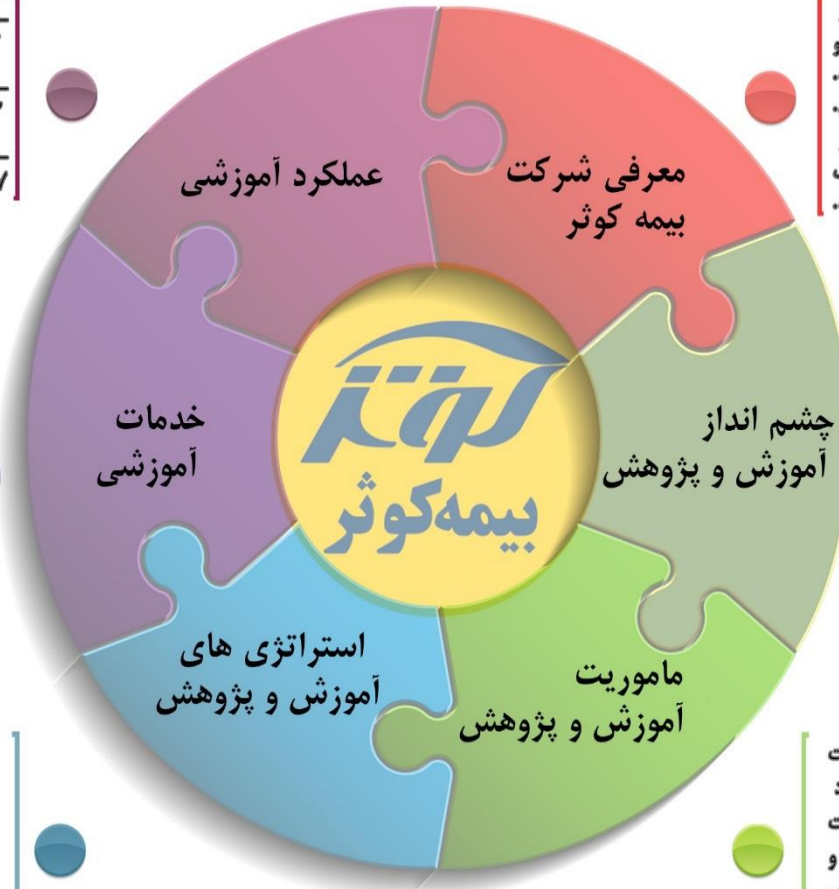 معرفی شرکت
بیمه کوثر
چشم انداز
آموزش و پژوهش
ماموریت
آموزش و پژوهش
استراتژی های
آموزش و پژوهش
خدمات
آموزشی
عملکرد آموزشی
کوثر
بیمه کوثر
و
و